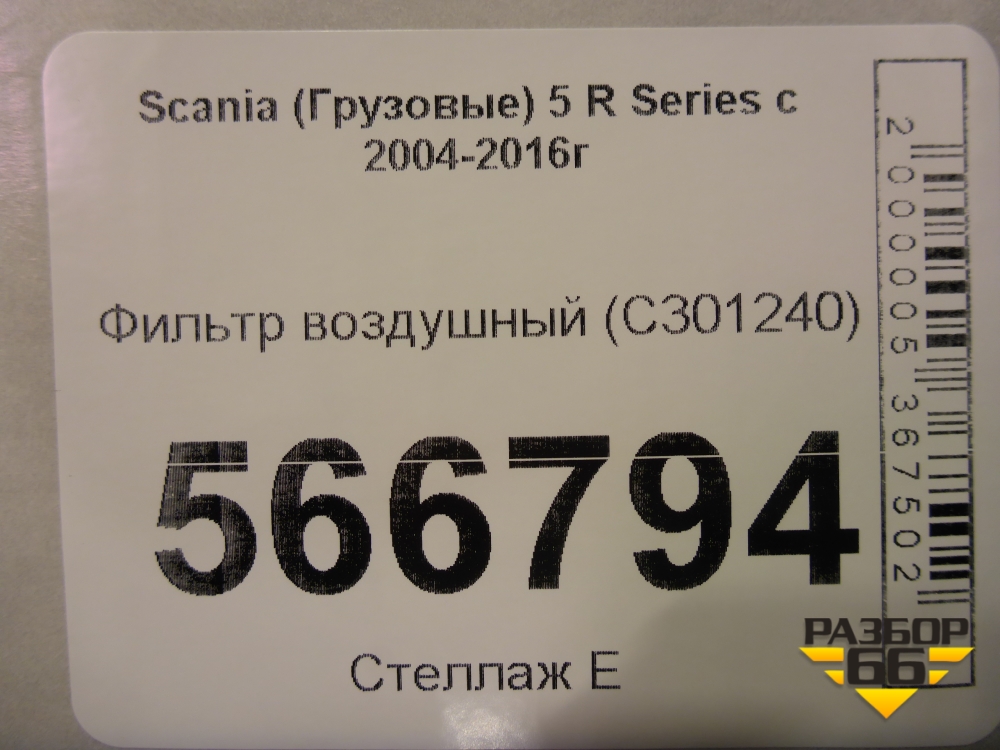 Scania (Грузовые) 5 R Series с
2004-2016г
Фильтр воздушный (C301240)
566794
Стеллаж Е
2000005367502
РАЗБОР
66